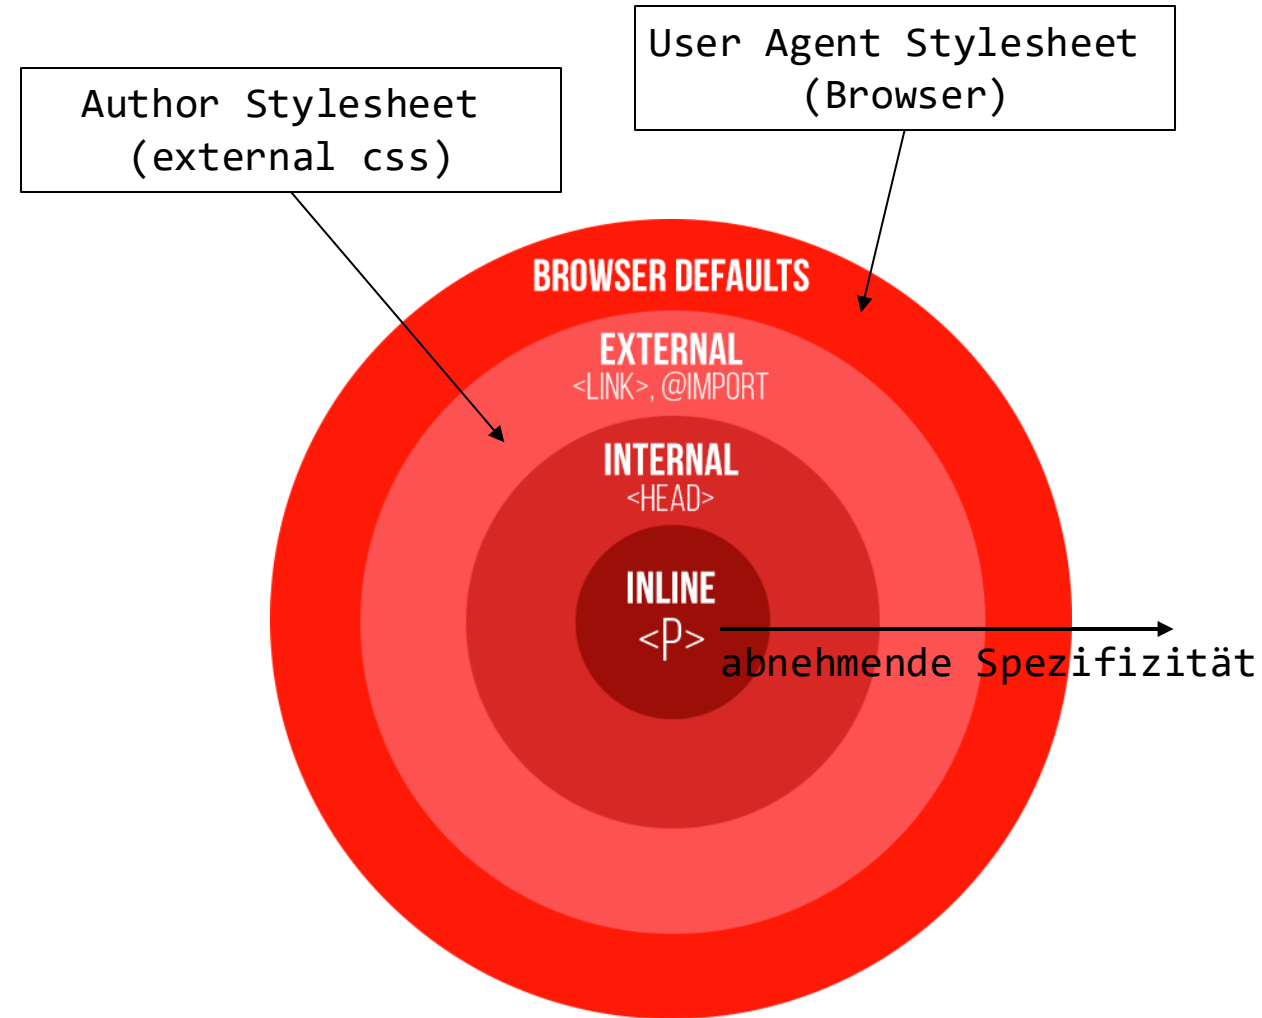 User Agent Stylesheet
(Browser)
Author Stylesheet
(external css)
BROWSER DEFAULTS
EXTERNAL
<LINK>, @IMPORT
INTERNAL
<HEAD>
INLINE
<P>
abnehmende Spezifizität